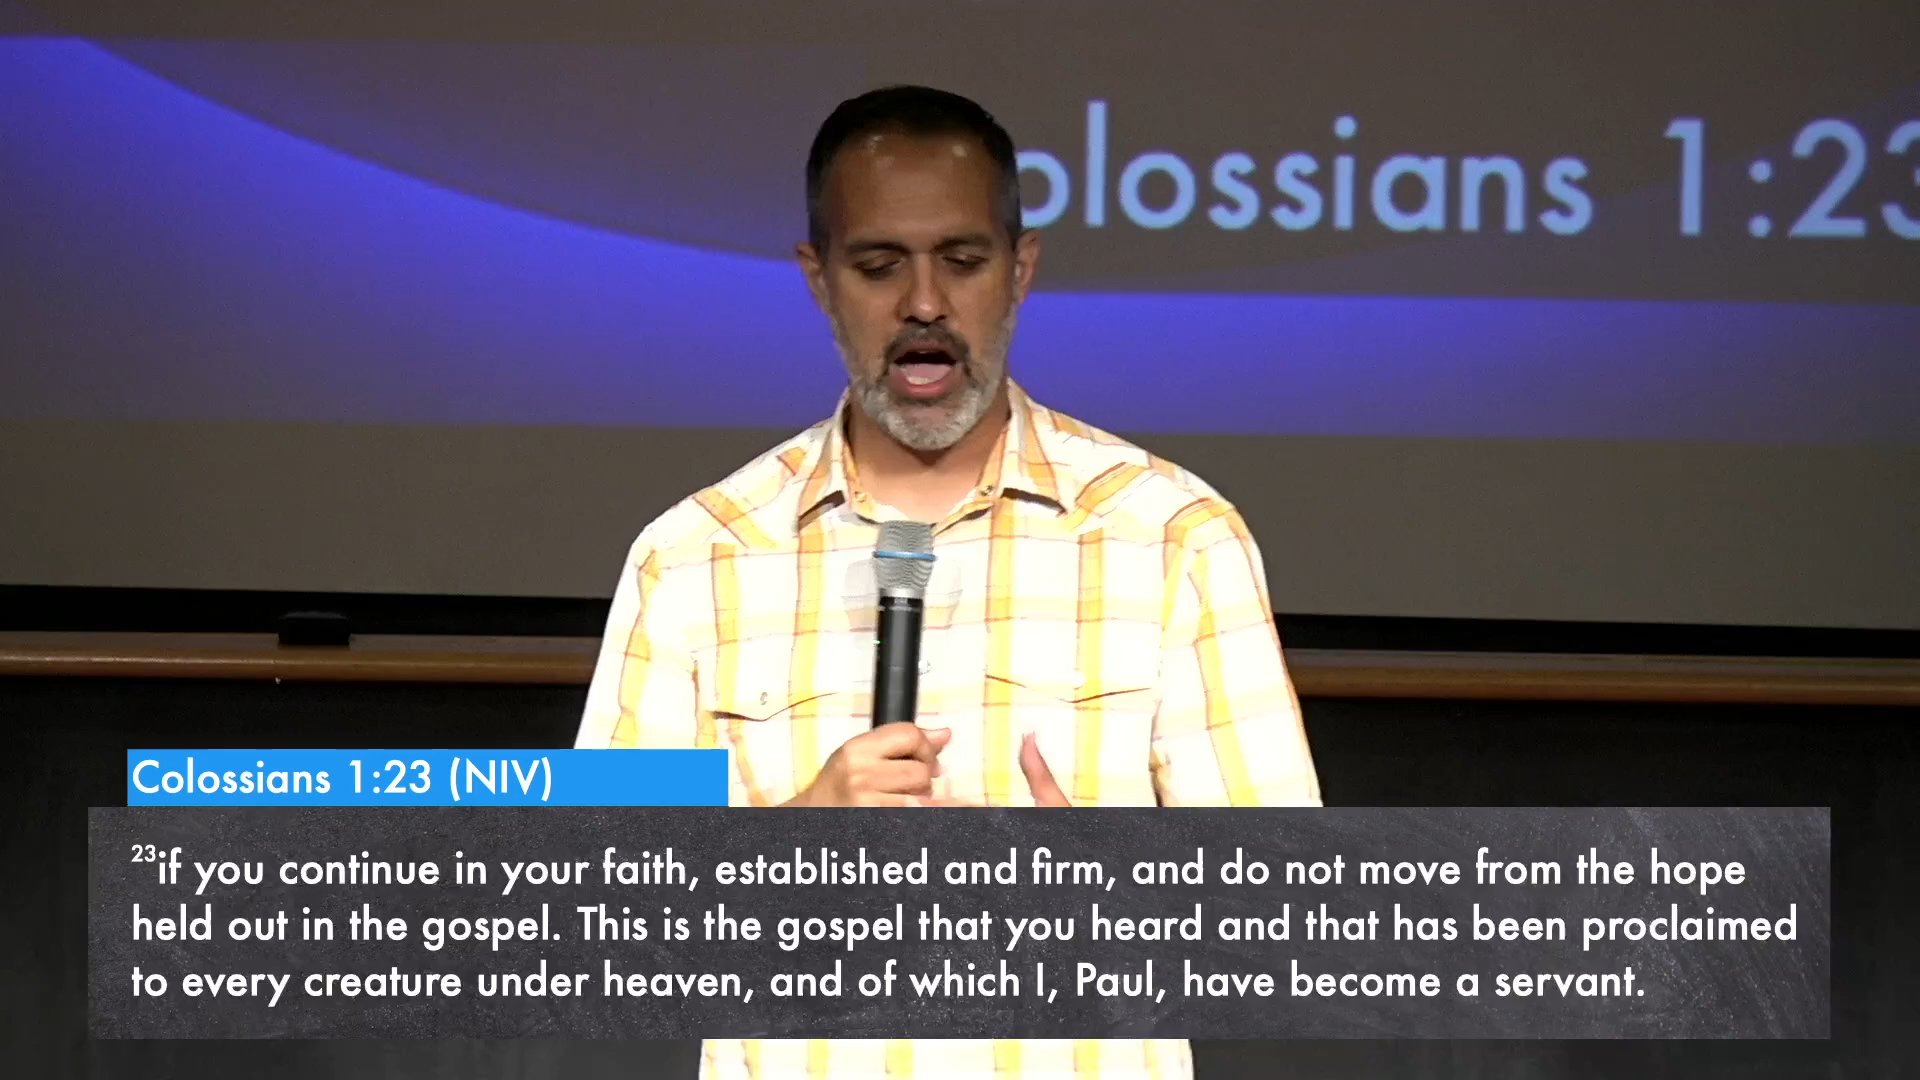 olossians 1:23
Colossians 1:23 (NIV)
23if you continue in your faith, established and firm, and do not move from the hope
held out in the gospel. This is the gospel that you heard and that has been proclaimed
to every creature under heaven, and of which I, Paul, have become a servant.